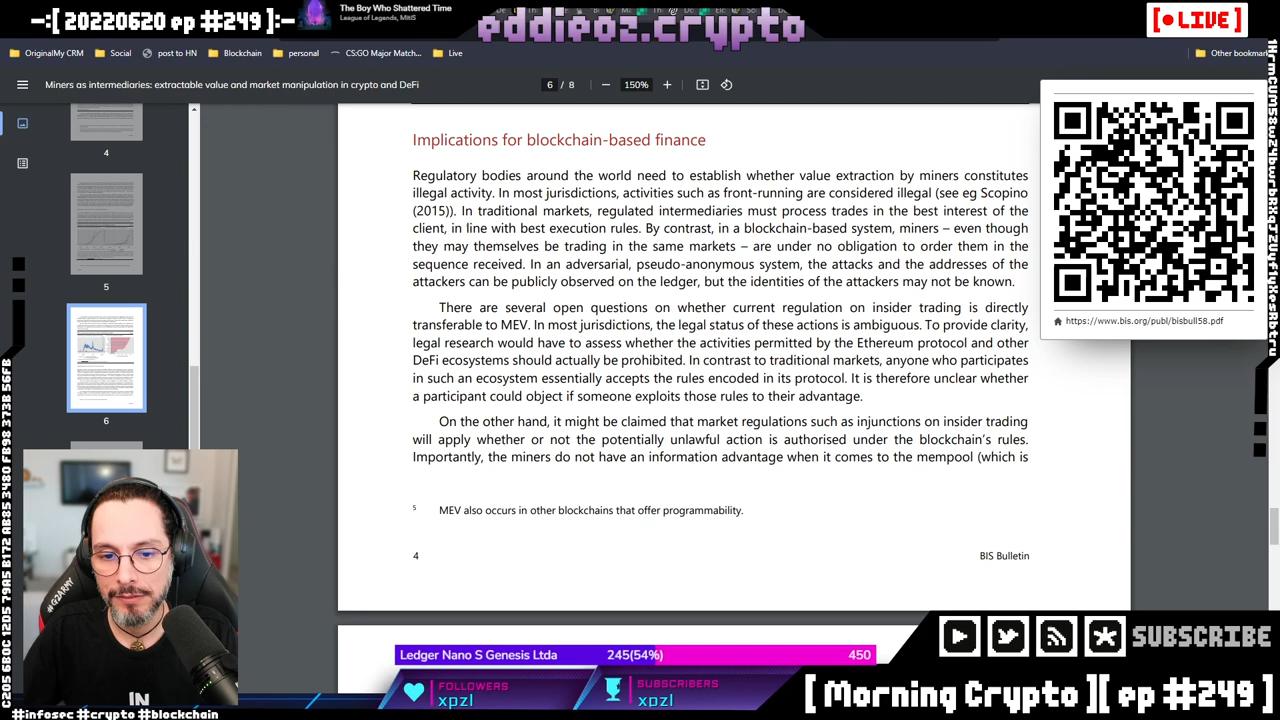 -:[ 20220620 ep #249 ]:-
The Boy Who Shattered Time
League of Legends, MitiS
eddieoz.crypto
[ LIVE ]
OriginalMy CRM
Social
post to HN
Blockchain
personal
CS:GO Major Match...
Live
Other bookmar
Miners as intermediaries: extractable value and market manipulation in crypto and DeFi
6 / 8
150%
4
5
6
Implications for blockchain-based finance
Regulatory bodies around the world need to establish whether value extraction by miners constitutes
illegal activity. In most jurisdictions, activities such as front-running are considered illegal (see eg Scopino
(2015)). In traditional markets, regulated intermediaries must process trades in the best interest of the
client, in line with best execution rules. By contrast, in a blockchain-based system, miners – even though
they may themselves be trading in the same markets – are under no obligation to order them in the
sequence received. In an adversarial, pseudo-anonymous system, the attacks and the addresses of the
attackers can be publicly observed on the ledger, but the identities of the attackers may not be known.
There are several open questions on whether current regulation on insider trading is directly
transferable to MEV. In most jurisdictions, the legal status of these actions is ambiguous. To provide clarity,
legal research would have to assess whether the activities permitted by the Ethereum protocol and other
DeFi ecosystems should actually be prohibited. In contrast to traditional markets, anyone who participates
in such an ecosystem essentially accepts the rules encoded in its protocol. It is therefore unclear whether
a participant could object if someone exploits those rules to their advantage.
On the other hand, it might be claimed that market regulations such as injunctions on insider trading
will apply whether or not the potentially unlawful action is authorised under the blockchain's rules.
Importantly, the miners do not have an information advantage when it comes to the mempool (which is
5 MEV also occurs in other blockchains that offer programmability.
4
BIS Bulletin
https://www.bis.org/publ/bisbull58.pdf
#G2ARMY
Ledger Nano S Genesis Ltda
245(54%)
450
FOLLOWERS
xpzl
SUBSCRIBERS
xpzl
SUBSCRIBE
[ Morning Crypto ][ ep #249 ]
IN
#infosec #crypto #blockchain